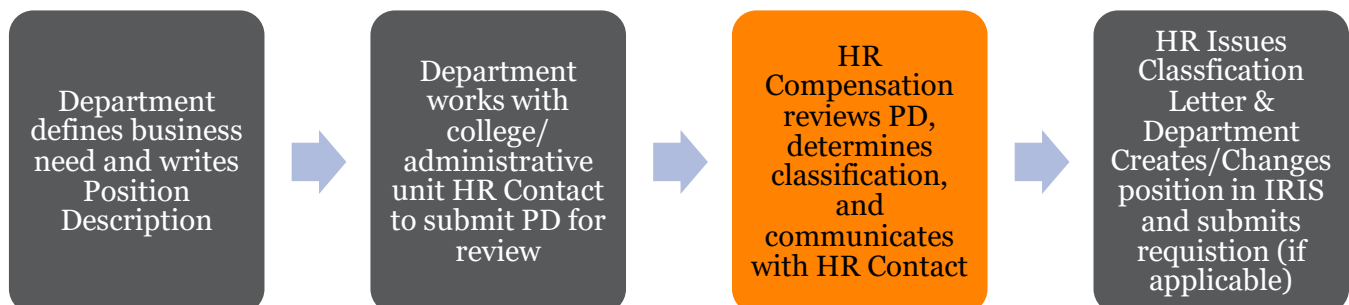 Department
defines business
need and writes
Position
Description
Department
works with
college/
administrative
unit HR Contact
to submit PD for
review
HR
Compensation
reviews PD,
determines
classification,
and
communicates
with HR Contact
HR Issues
Classfication
Letter &
Department
Creates/Changes
position in IRIS
and submits
requistion (if
applicable)